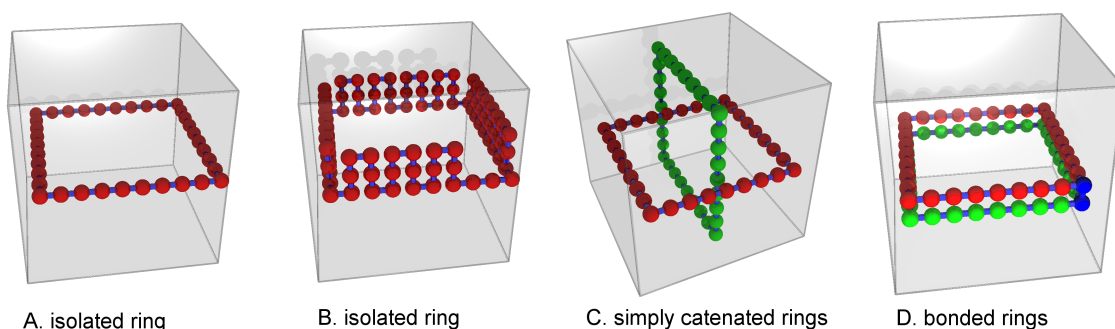 A. isolated ring
B. isolated ring
C. simply catenated rings
D. bonded rings